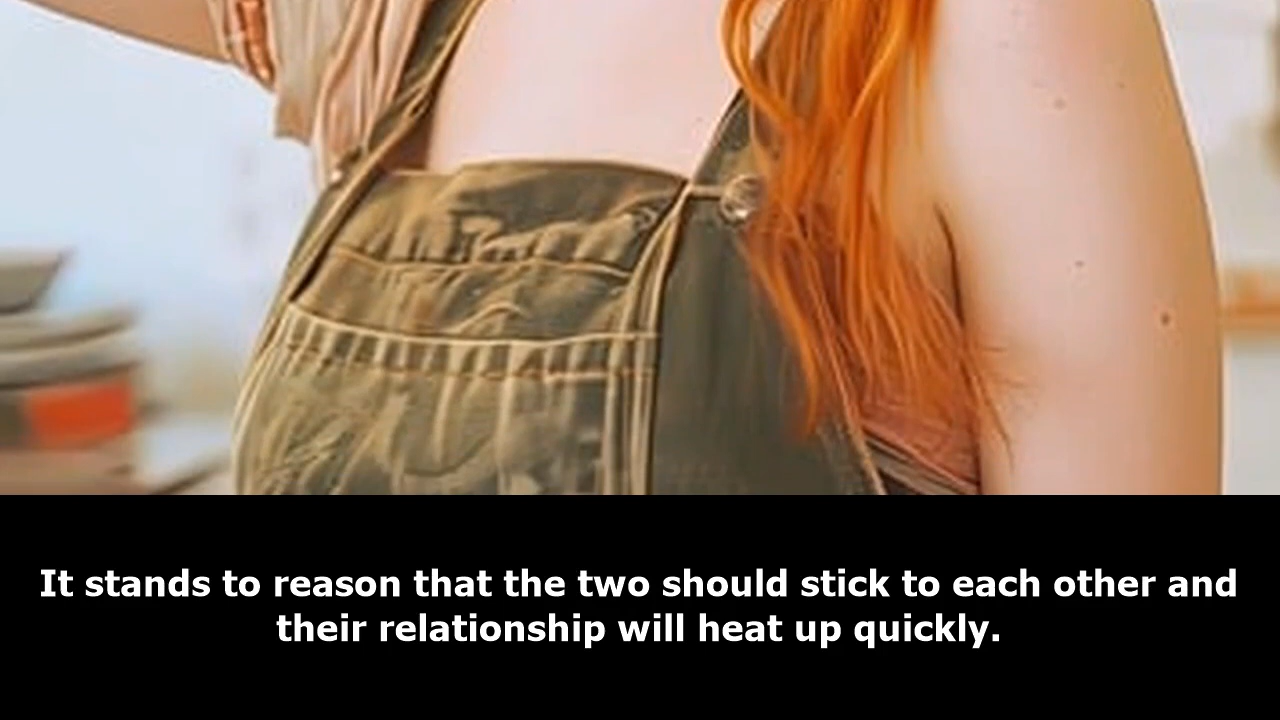 It stands to reason that the two should stick to each other and
their relationship will heat up quickly.